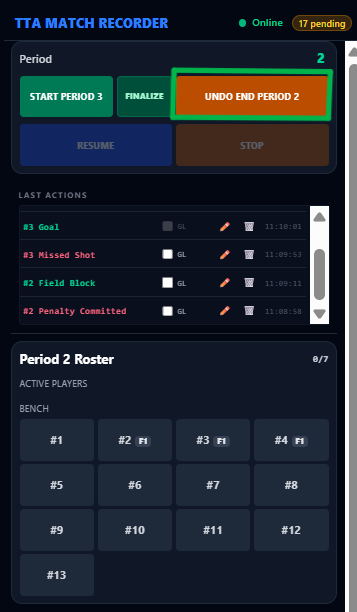 TTA MATCH RECORDER
Online 17 pending
Period 2
START PERIOD 3 FINALIZE UNDO END PERIOD 2
RESUME STOP
LAST ACTIONS
#3 Goal GL 11:10:01
#3 Missed Shot GL 11:09:53
#2 Field Block GL 11:09:11
#2 Penalty Committed GL 11:08:58
Period 2 Roster 0/7
ACTIVE PLAYERS
BENCH
#1 #2 F1 #3 F1 #4 F1
#5 #6 #7 #8
#9 #10 #11 #12
#13